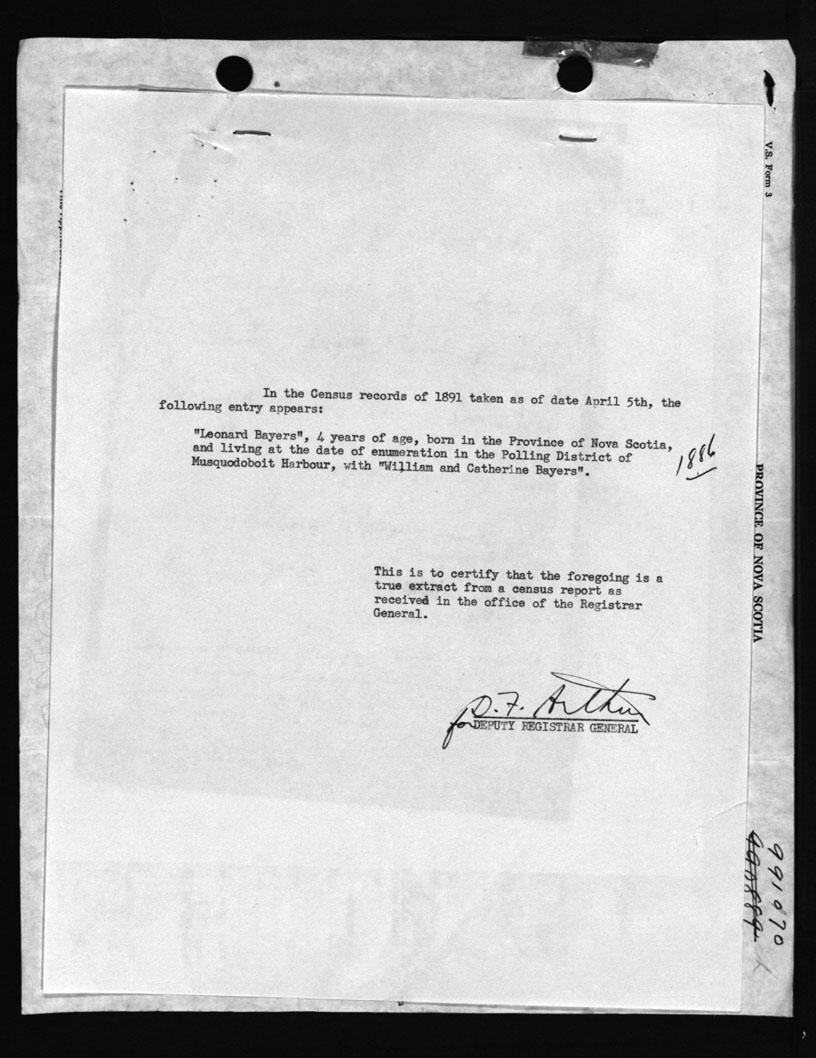 V.S. Form 3
In the Census records of 1891 taken as of date April 5th, the
following entry appears:
"Leonard Bayers", 4 years of age, born in the Province of Nova Scotia,
and living at the date of enumeration in the Polling District of
Musquodoboit Harbour, with "William and Catherine Bayers".
1886
PROVINCE OF NOVA SCOTIA
This is to certify that the foregoing is a
true extract from a census report as
received in the office of the Registrar
General.
D. F. Arthur
for DEPUTY REGISTRAR GENERAL
991070